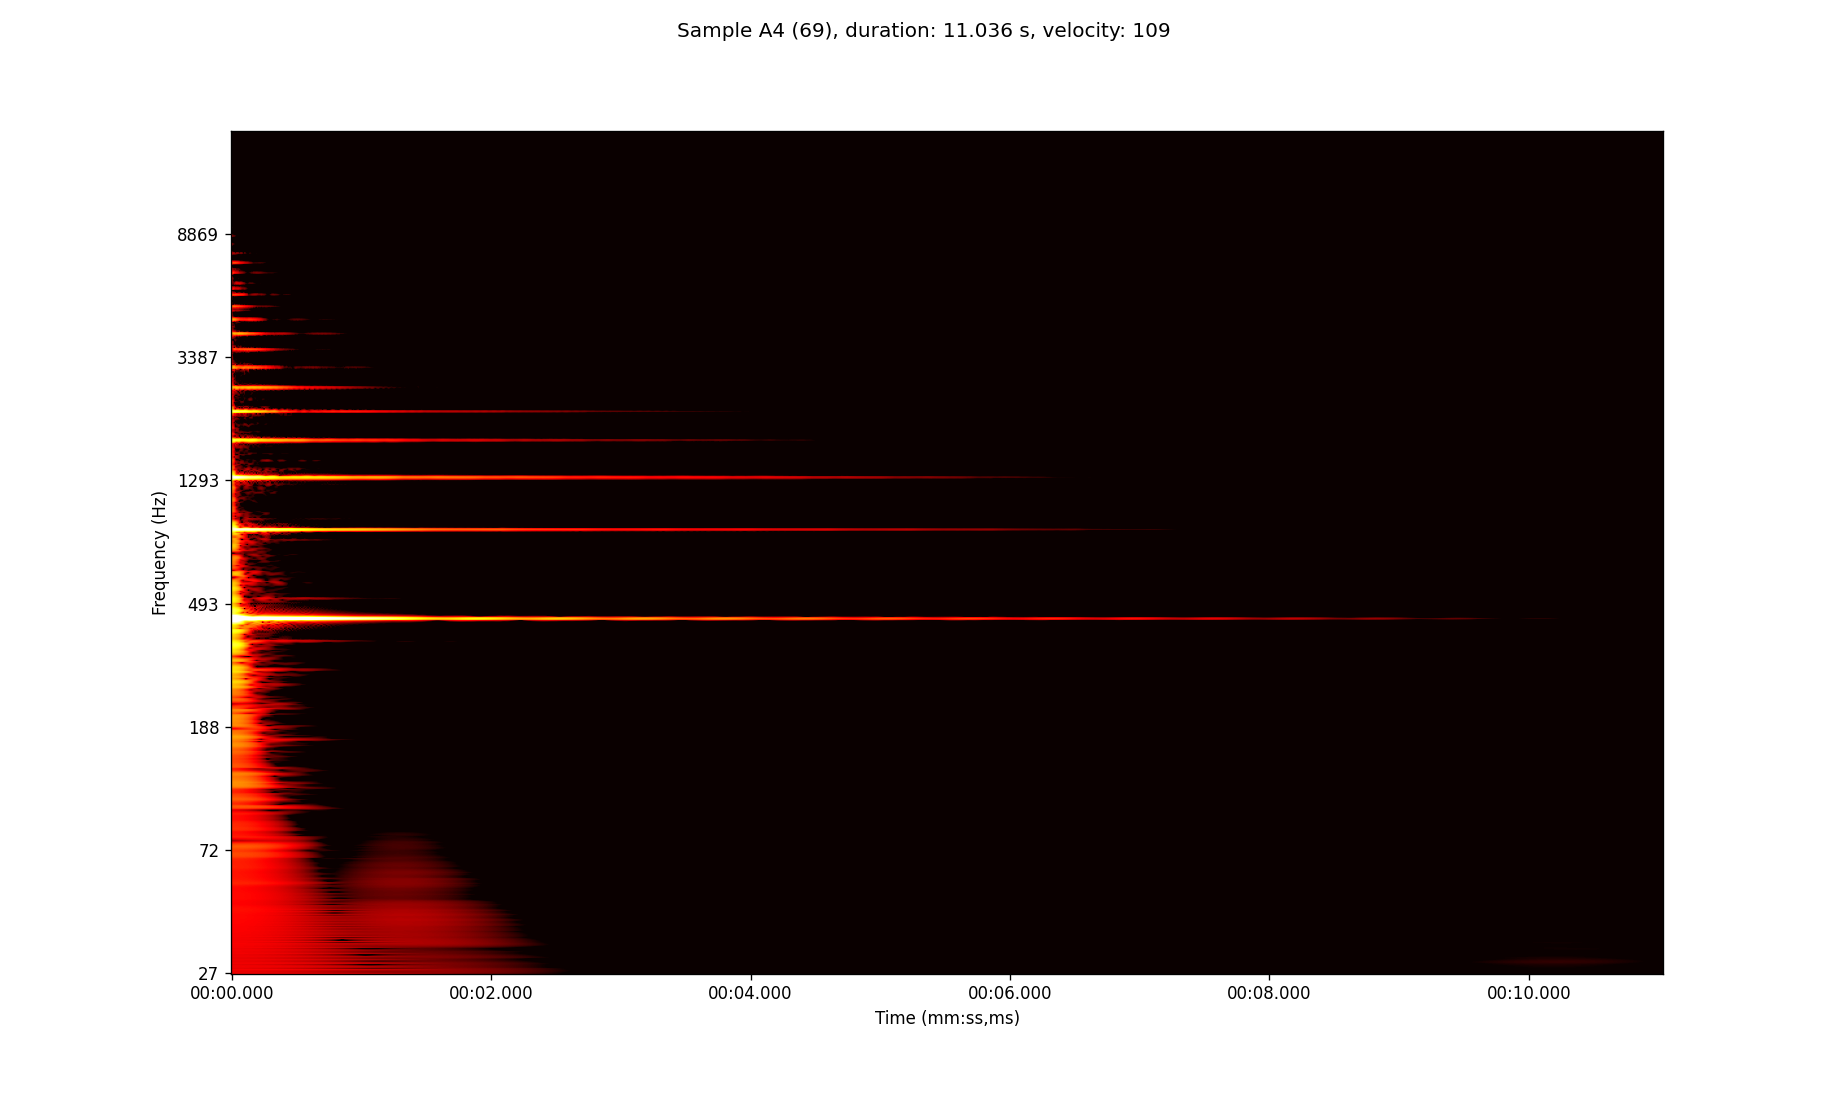 Sample A4 (69), duration: 11.036 s, velocity: 109
8869
3387
1293
493
188
72
27
Frequency (Hz)
00:00.000 00:02.000 00:04.000 00:06.000 00:08.000 00:10.000
Time (mm:ss,ms)